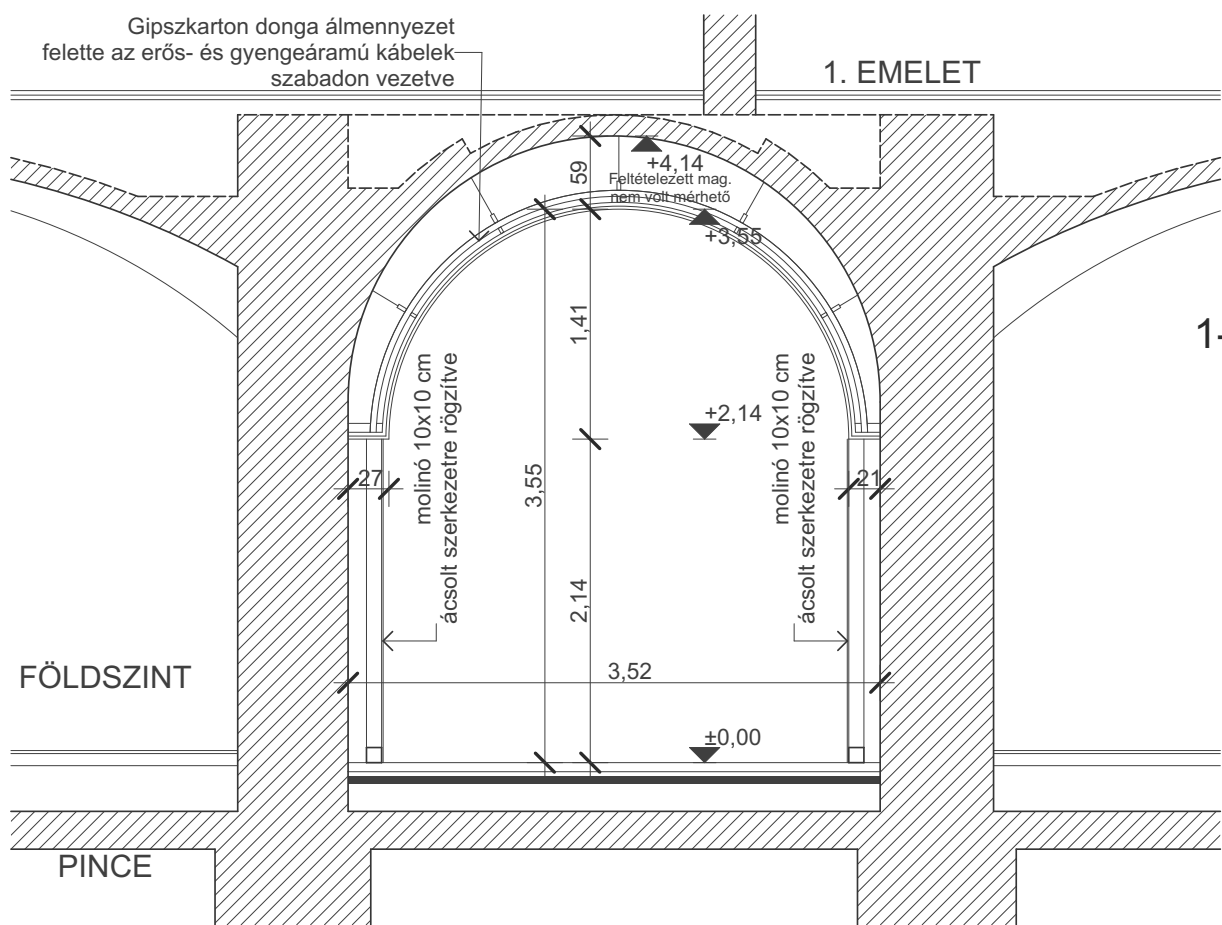 Gipszkarton donga álmennyezet
felette az erős- és gyengeáramú kábelek
szabadon vezetve
1. EMELET
+4,14
59
Feltételezett mag.
nem volt mérhető
+3,55
1,41
1-
molinó 10x10 cm
ácsolt szerkezetre rögzítve
molinó 10x10 cm
ácsolt szerkezetre rögzítve
+2,14
27
21
3,55
2,14
3,52
FÖLDSZINT
±0,00
PINCE